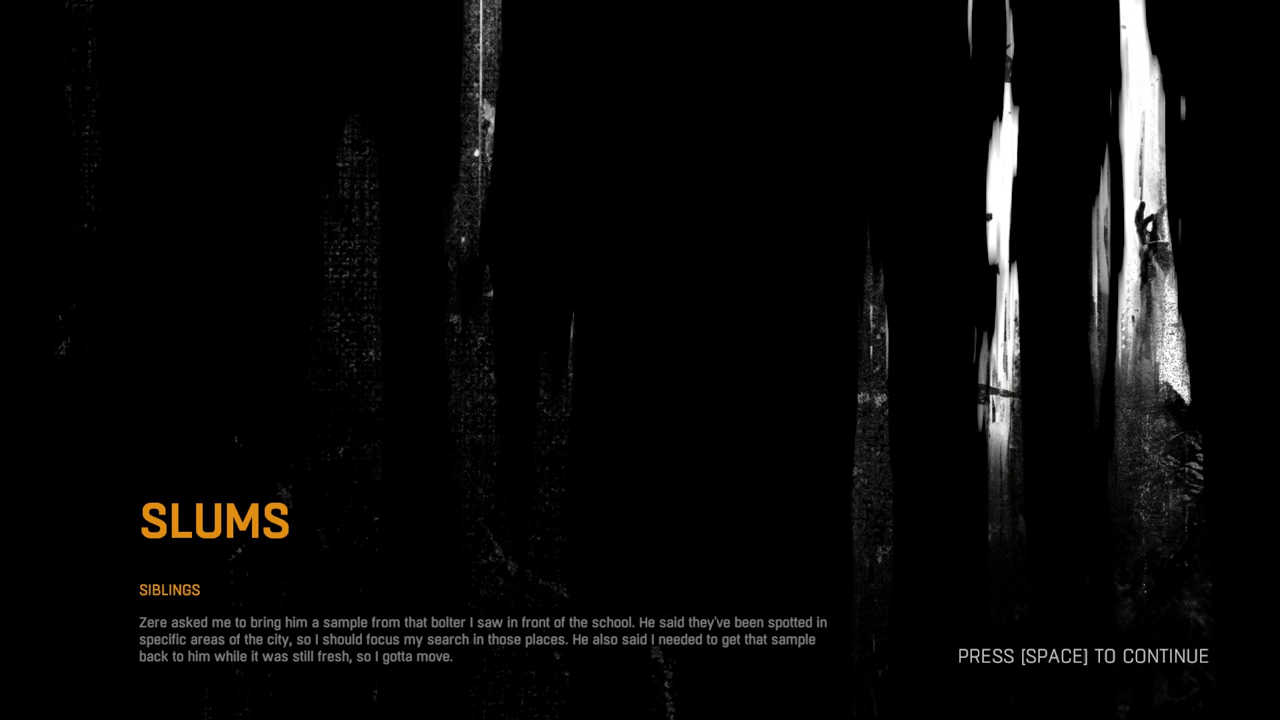 SLUMS
SIBLINGS
Zere asked me to bring him a sample from that bolter I saw in front of the school. He said they've been spotted in
specific areas of the city, so I should focus my search in those places. He also said I needed to get that sample
back to him while it was still fresh, so I gotta move.
PRESS [SPACE] TO CONTINUE